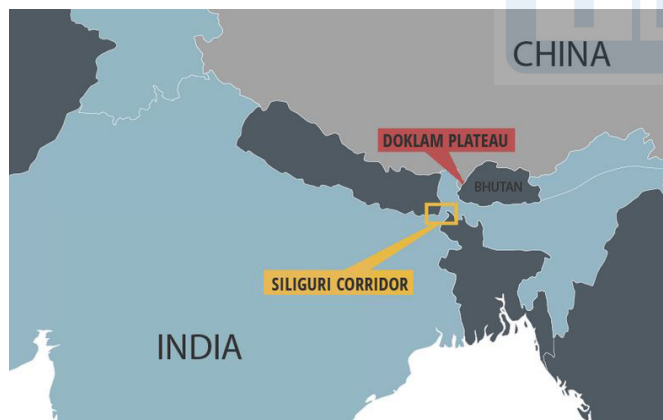 CHINA
DOKLAM PLATEAU
BHUTAN
SILIGURI CORRIDOR
INDIA